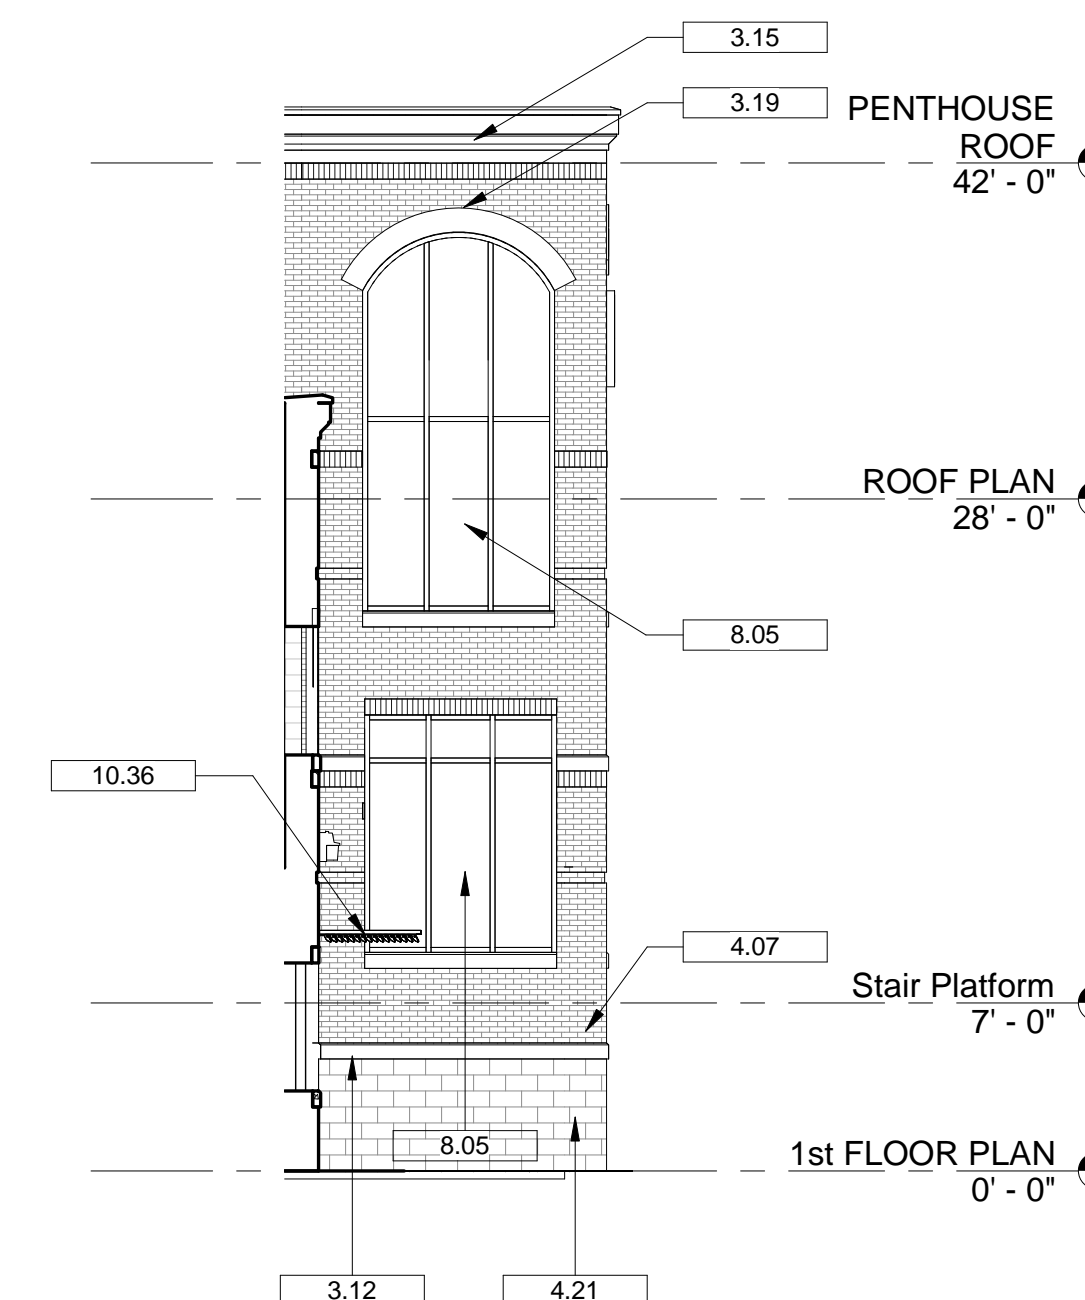 3.15
3.19
PENTHOUSE
ROOF
42' - 0"
ROOF PLAN
28' - 0"
8.05
10.36
4.07
Stair Platform
7' - 0"
8.05
1st FLOOR PLAN
0' - 0"
3.12
4.21